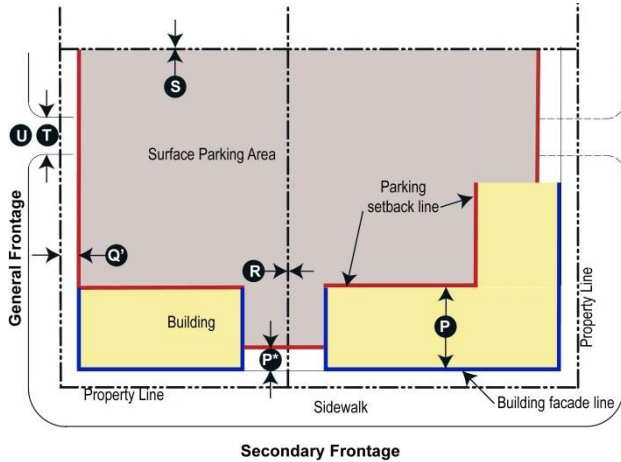 S
U T
Surface Parking Area
Parking
setback line
General Frontage
Q'
R
Property Line
Building
P
P*
Property Line
Sidewalk
Building facade line
Secondary Frontage